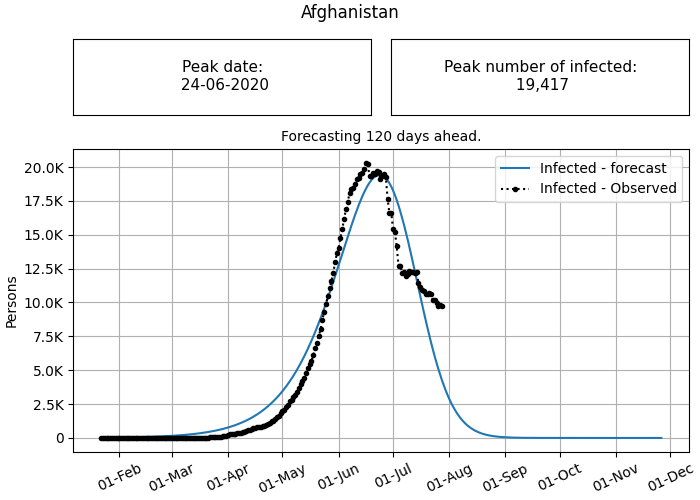 Afghanistan
Peak date:
24-06-2020
Peak number of infected:
19,417
Forecasting 120 days ahead.
Infected - forecast
Infected - Observed
Persons
20.0K
17.5K
15.0K
12.5K
10.0K
7.5K
5.0K
2.5K
0
01-Feb
01-Mar
01-Apr
01-May
01-Jun
01-Jul
01-Aug
01-Sep
01-Oct
01-Nov
01-Dec